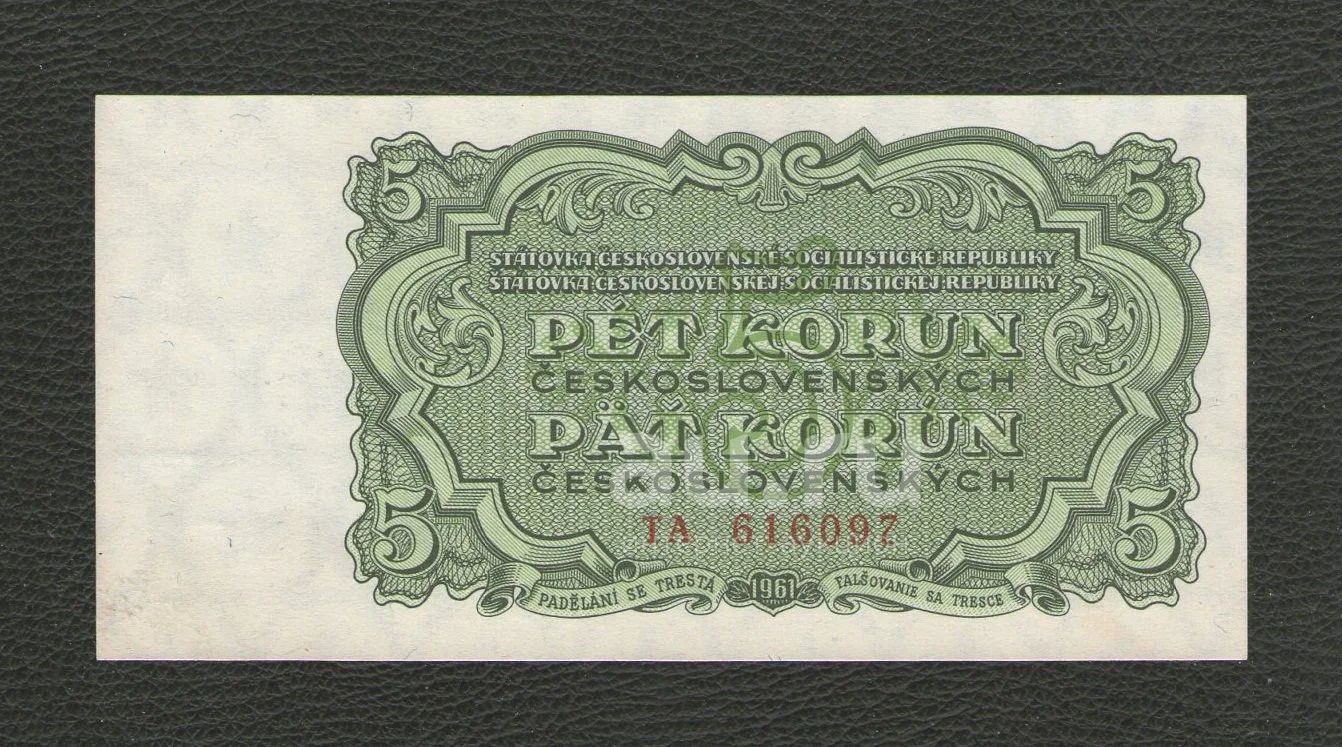 5 5
STÁTOVKA ČESKOSLOVENSKÉ SOCIALISTICKÉ REPUBLIKY
ŠTÁTOVKA ČESKOSLOVENSKEJ SOCIALISTICKEJ REPUBLIKY
PĚT KORUN
ČESKOSLOVENSKÝCH
PÄŤ KORÚN
ČESKOSLOVENSKÝCH
TA 616097
5 5
PADĚLÁNÍ SE TRESTÁ 1961 FALŠOVANIE SA TRESCE